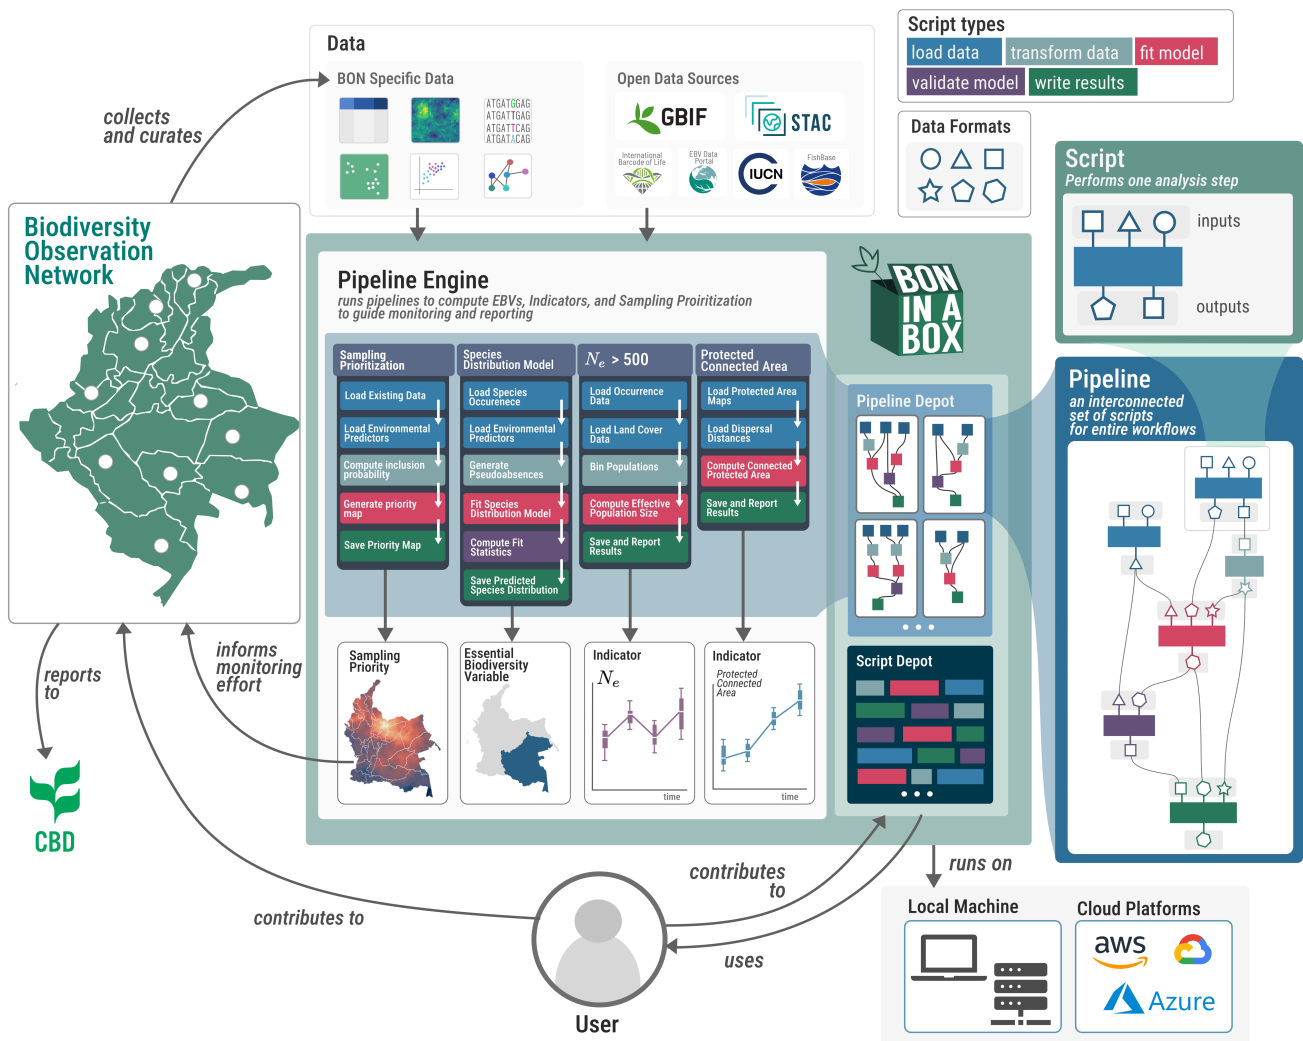 Script types
load data
transform data
fit model
validate model
write results
Data
BON Specific Data
ATGATGGAG
ATGATTGAG
ATGATTCAG
ATGATACAG
Open Data Sources
GBIF
STAC
International
Barcode of Life
EBV Data
Portal
IUCN
FishBase
Data Formats
collects
and curates
Biodiversity
Observation
Network
Script
Performs one analysis step
inputs
outputs
Pipeline Engine
runs pipelines to compute EBVs, Indicators, and Sampling Proiritization
to guide monitoring and reporting
BON
IN A
BOX
Sampling
Prioritization
Load Existing Data
Load Environmental
Predictors
Compute inclusion
probability
Generate priority
map
Save Priority Map
Species
Distribution Model
Load Species
Occurenece
Load Environmental
Predictors
Generate
Pseudoabsences
Fit Species
Distribution Model
Compute Fit
Statistics
Save Predicted
Species Distribution
Ne > 500
Load Occurrence
Data
Load Land Cover
Data
Bin Populations
Compute Effective
Population Size
Save and Report
Results
Protected
Connected Area
Load Protected Area
Maps
Load Dispersal
Distances
Compute Connected
Protected Area
Save and Report
Results
Pipeline Depot
Pipeline
an interconnected
set of scripts
for entire workflows
Sampling
Priority
Essential
Biodiversity
Variable
Indicator
Ne
time
Indicator
Protected
Connected
Area
time
Script Depot
informs
monitoring
effort
reports
to
CBD
contributes to
contributes
to
uses
User
runs on
Local Machine
Cloud Platforms
aws
Azure